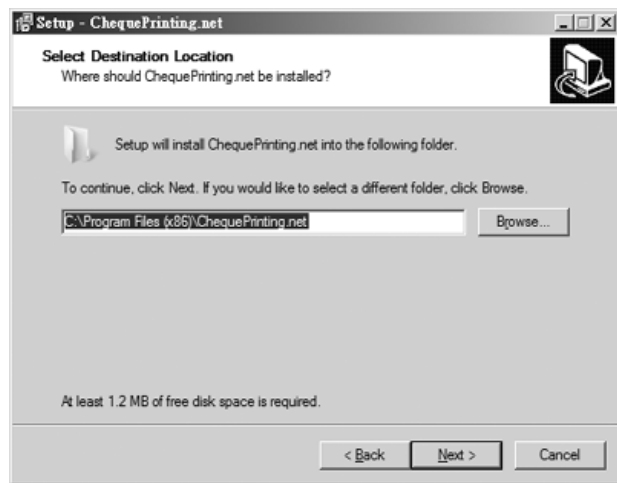 Setup - ChequePrinting.net
Select Destination Location
Where should ChequePrinting.net be installed?
Setup will install ChequePrinting.net into the following folder.
To continue, click Next. If you would like to select a different folder, click Browse.
C:\Program Files (x86)\ChequePrinting.net
Browse...
At least 1.2 MB of free disk space is required.
< Back
Next >
Cancel